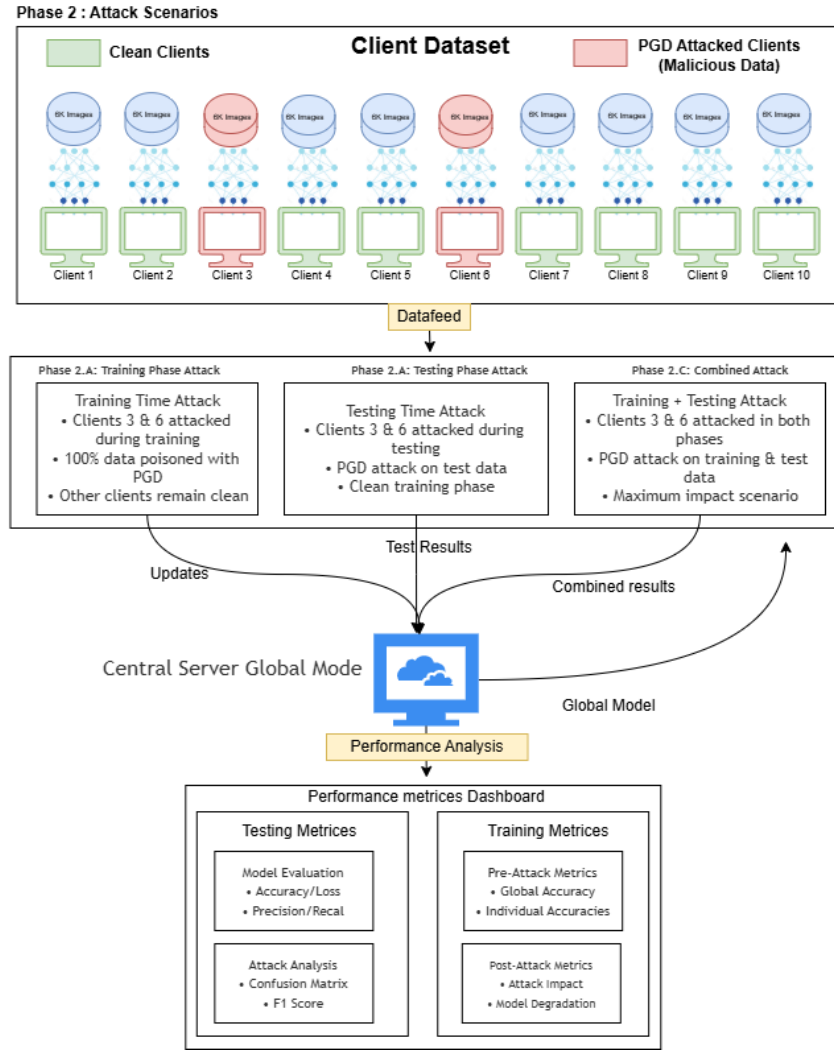 Phase 2 : Attack Scenarios
Clean Clients
Client Dataset
PGD Attacked Clients
(Malicious Data)
6K Images
6K Images
6K Images
6K Images
6K Images
6K Images
6K Images
6K Images
6K Images
6K Images
Client 1
Client 2
Client 3
Client 4
Client 5
Client 6
Client 7
Client 8
Client 9
Client 10
Datafeed
Phase 2.A: Training Phase Attack
Training Time Attack
• Clients 3 & 6 attacked
during training
• 100% data poisoned with
PGD
• Other clients remain clean
Phase 2.A: Testing Phase Attack
Testing Time Attack
• Clients 3 & 6 attacked during
testing
• PGD attack on test data
• Clean training phase
Phase 2.C: Combined Attack
Training + Testing Attack
• Clients 3 & 6 attacked in both
phases
• PGD attack on training & test
data
• Maximum impact scenario
Updates
Test Results
Combined results
Central Server Global Mode
Global Model
Performance Analysis
Performance metrices Dashboard
Testing Metrices
Model Evaluation
• Accuracy/Loss
• Precision/Recal
Attack Analysis
• Confusion Matrix
• F1 Score
Training Metrices
Pre-Attack Metrics
• Global Accuracy
• Individual Accuracies
Post-Attack Metrics
• Attack Impact
• Model Degradation